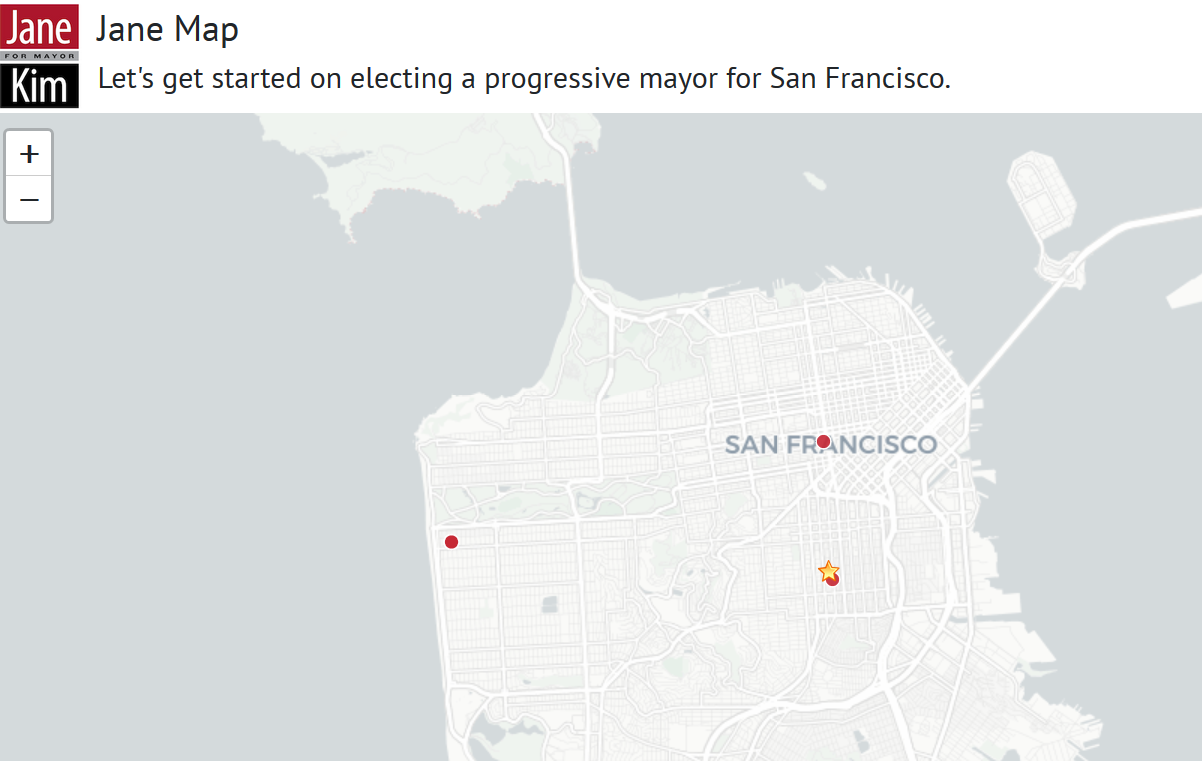 Jane
FOR MAYOR
Kim
Jane Map
Let's get started on electing a progressive mayor for San Francisco.
+
−
SAN FRANCISCO